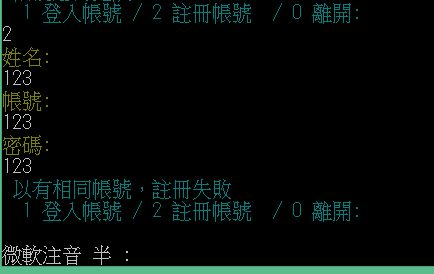 1 登入帳號 / 2 註冊帳號 / 0 離開:
2
姓名:
123
帳號:
123
密碼:
123
以有相同帳號，註冊失敗
1 登入帳號 / 2 註冊帳號 / 0 離開:
微軟注音 半 :